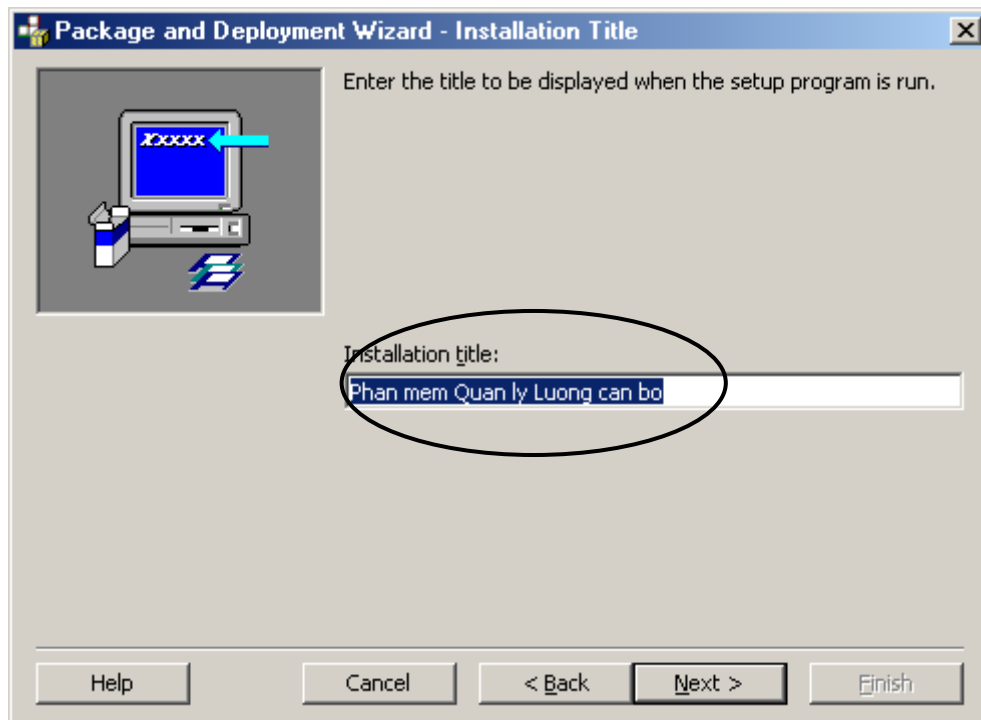 Package and Deployment Wizard - Installation Title
Enter the title to be displayed when the setup program is run.
Xxxxx
Installation title:
Phan mem Quan ly Luong can bo
Help Cancel < Back Next > Finish